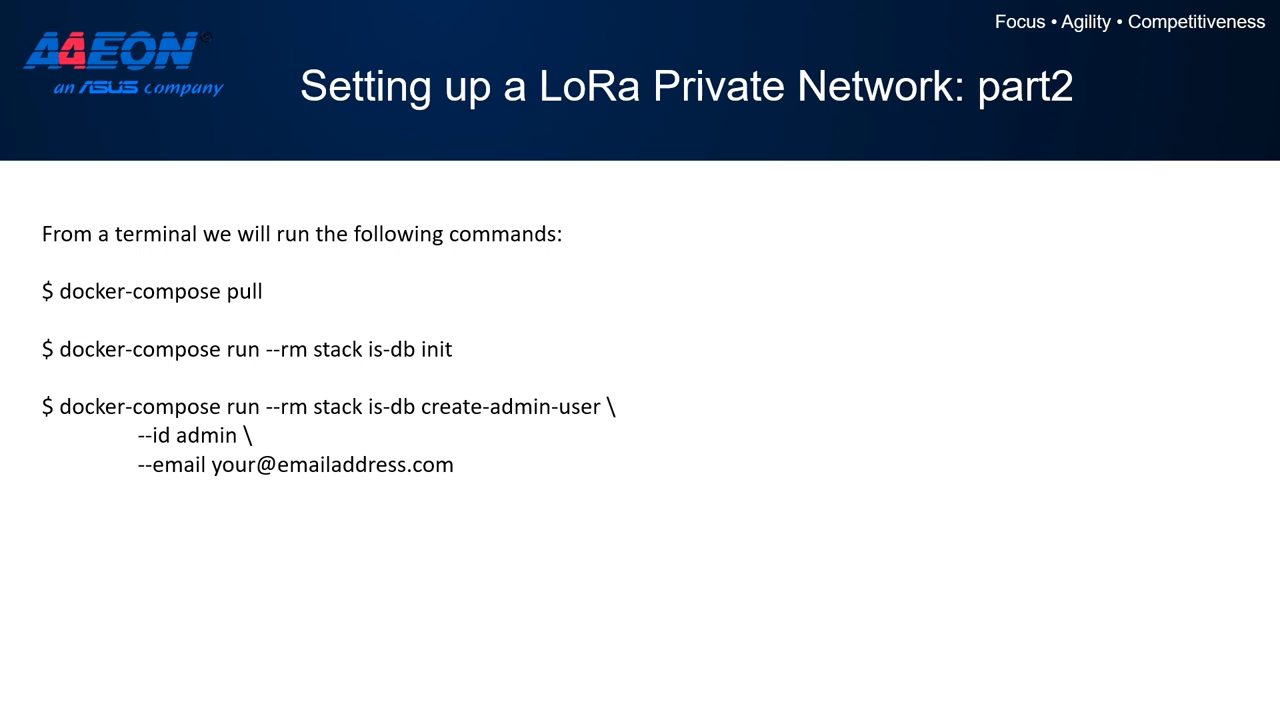 Focus • Agility • Competitiveness
AAEON®
an ASUS company
Setting up a LoRa Private Network: part2
From a terminal we will run the following commands:
$ docker-compose pull
$ docker-compose run --rm stack is-db init
$ docker-compose run --rm stack is-db create-admin-user \
--id admin \
--email your@emailaddress.com